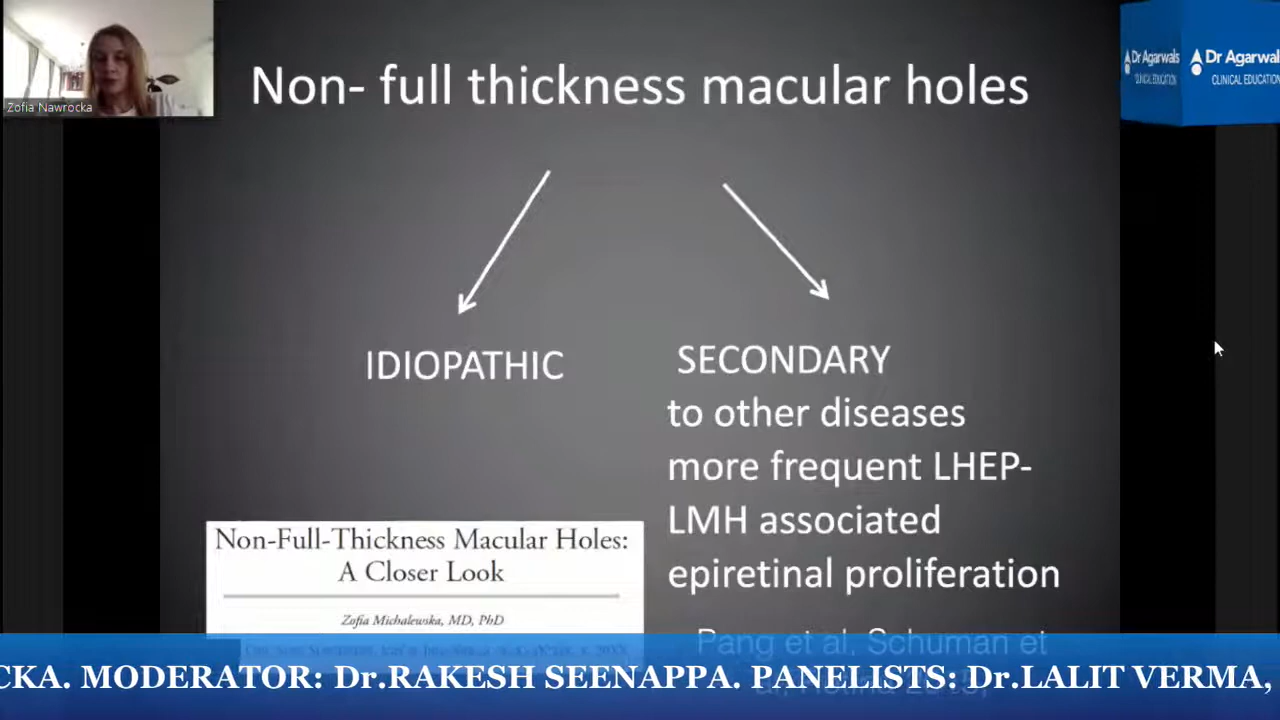 Zofia Nawrocka
Non- full thickness macular holes
Dr Agarwals
CLINICAL EDUCATION
Dr Agarwal
CLINICAL EDUCATIO
IDIOPATHIC
SECONDARY
to other diseases
more frequent LHEP-
LMH associated
epiretinal proliferation
Non-Full-Thickness Macular Holes:
A Closer Look
Zofia Michalewska, MD, PhD
Pang et al, Schuman et
CKA. MODERATOR: Dr.RAKESH SEENAPPA. PANELISTS: Dr.LALIT VERMA,